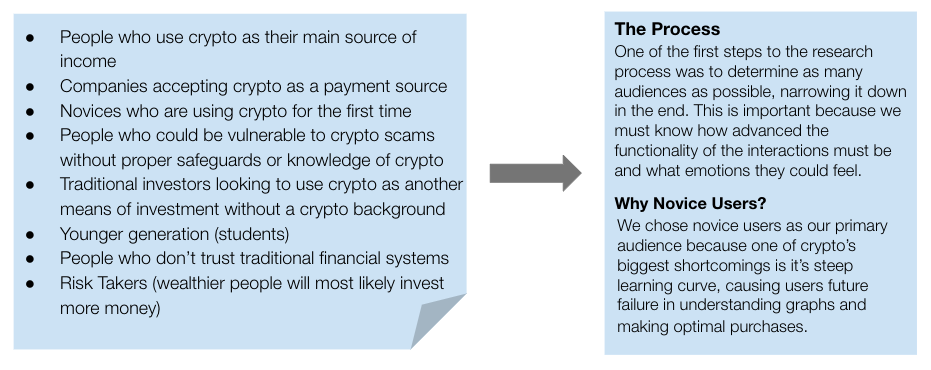 ● People who use crypto as their main source of
income
● Companies accepting crypto as a payment source
● Novices who are using crypto for the first time
● People who could be vulnerable to crypto scams
without proper safeguards or knowledge of crypto
● Traditional investors looking to use crypto as another
means of investment without a crypto background
● Younger generation (students)
● People who don’t trust traditional financial systems
● Risk Takers (wealthier people will most likely invest
more money)
The Process
One of the first steps to the research
process was to determine as many
audiences as possible, narrowing it down
in the end. This is important because we
must know how advanced the
functionality of the interactions must be
and what emotions they could feel.
Why Novice Users?
We chose novice users as our primary
audience because one of crypto’s
biggest shortcomings is it’s steep
learning curve, causing users future
failure in understanding graphs and
making optimal purchases.